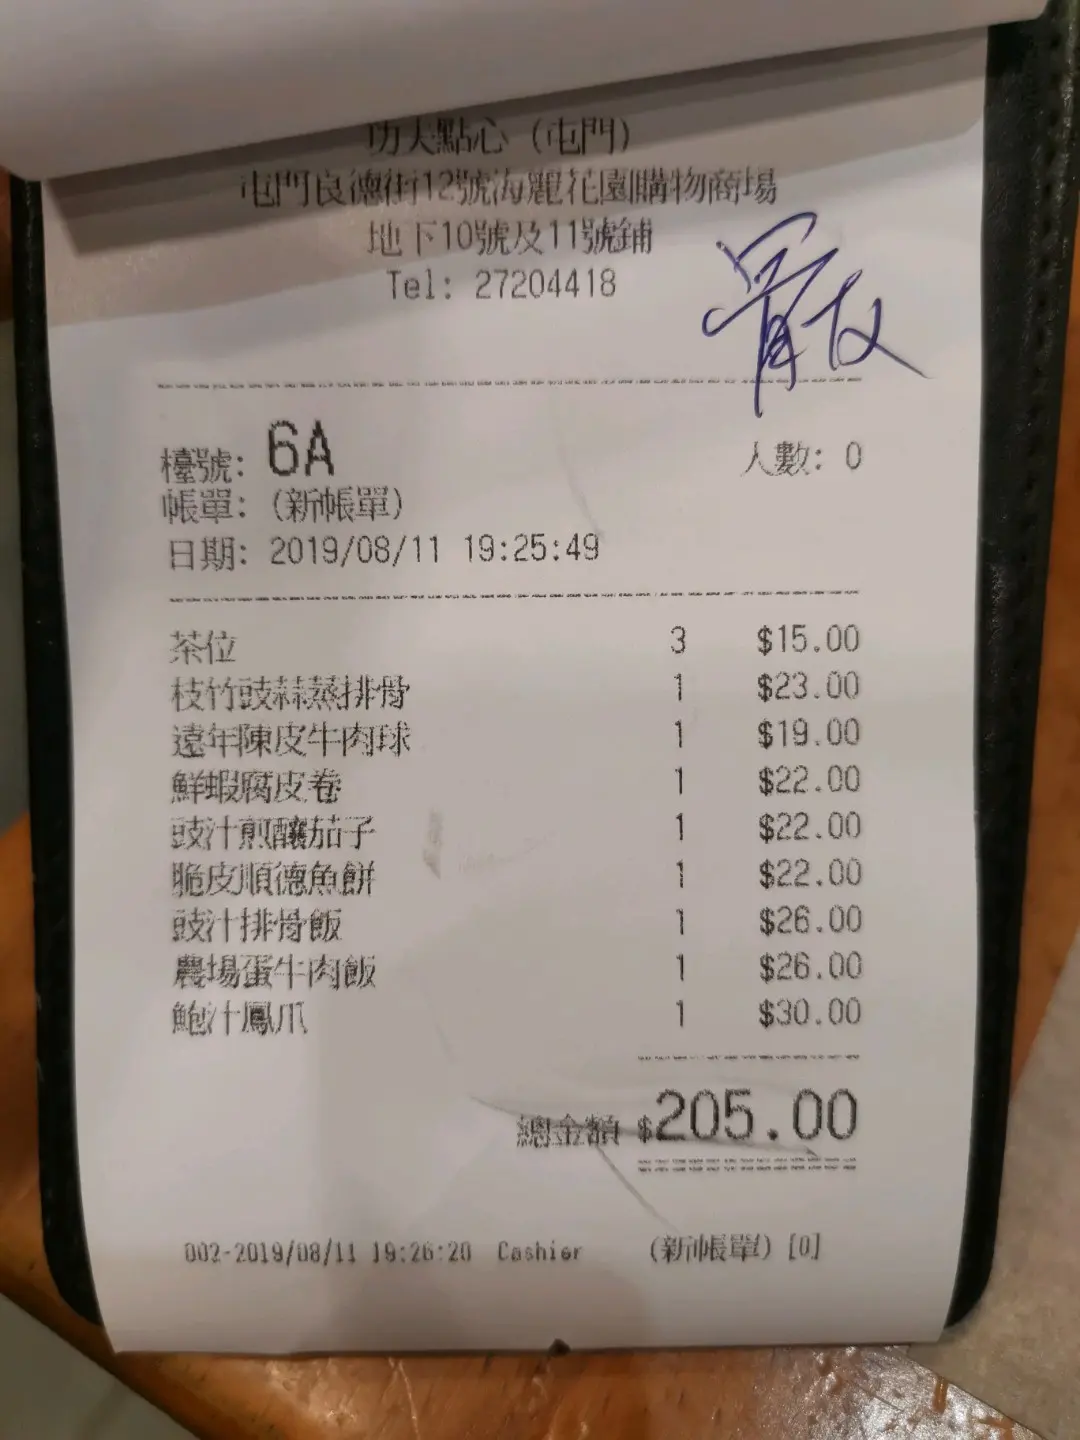 功夫點心 (屯門)
屯門良德街12號海麗花園購物商場
地下10號及11號鋪
Tel: 27204418
檯號: 6A
人數: 0
帳單: (新帳單)
日期: 2019/08/11 19:25:49
茶位 3 $15.00
枝竹豉蒜蒸排骨 1 $23.00
遠年陳皮牛肉球 1 $19.00
鮮蝦腐皮卷 1 $22.00
豉汁煎釀茄子 1 $22.00
脆皮順德魚餅 1 $22.00
豉汁排骨飯 1 $26.00
農場蛋牛肉飯 1 $26.00
鮑汁鳳爪 1 $30.00
總金額 $205.00
002-2019/08/11 19:26:20 Cashier (新帳單) [0]